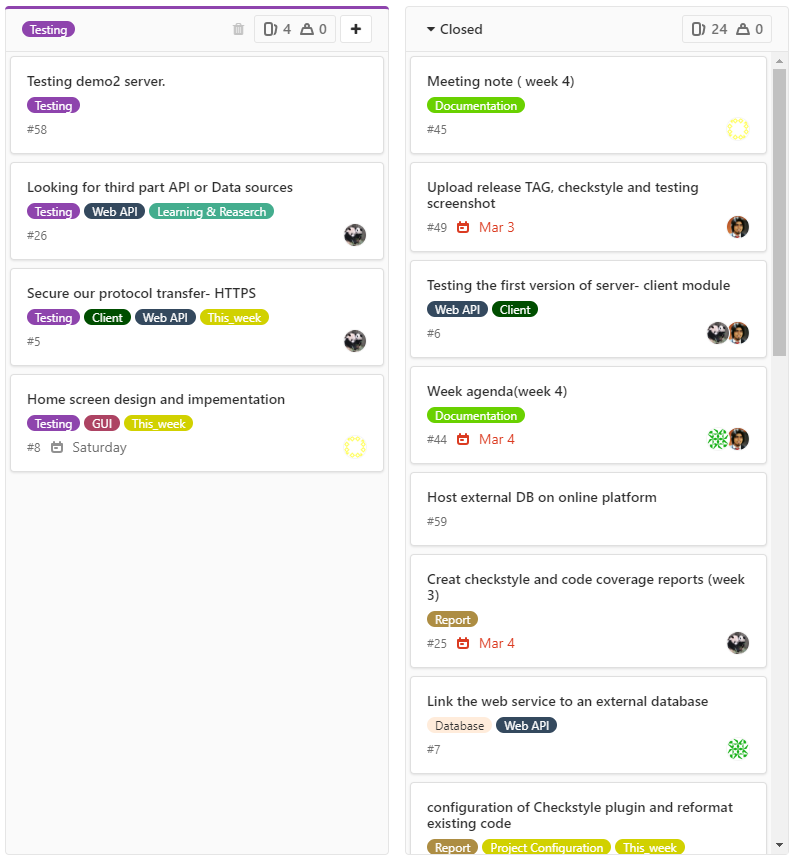 Testing
4 0
Testing demo2 server.
Testing
#58
Looking for third part API or Data sources
Testing Web API Learning & Reaserch
#26
Secure our protocol transfer- HTTPS
Testing Client Web API This_week
#5
Home screen design and impementation
Testing GUI This_week
#8 Saturday
Closed
24 0
Meeting note ( week 4)
Documentation
#45
Upload release TAG, checkstyle and testing
screenshot
#49 Mar 3
Testing the first version of server- client module
Web API Client
#6
Week agenda(week 4)
Documentation
#44 Mar 4
Host external DB on online platform
#59
Creat checkstyle and code coverage reports (week
3)
Report
#25 Mar 4
Link the web service to an external database
Database Web API
#7
configuration of Checkstyle plugin and reformat
existing code
Report Project Configuration This_week